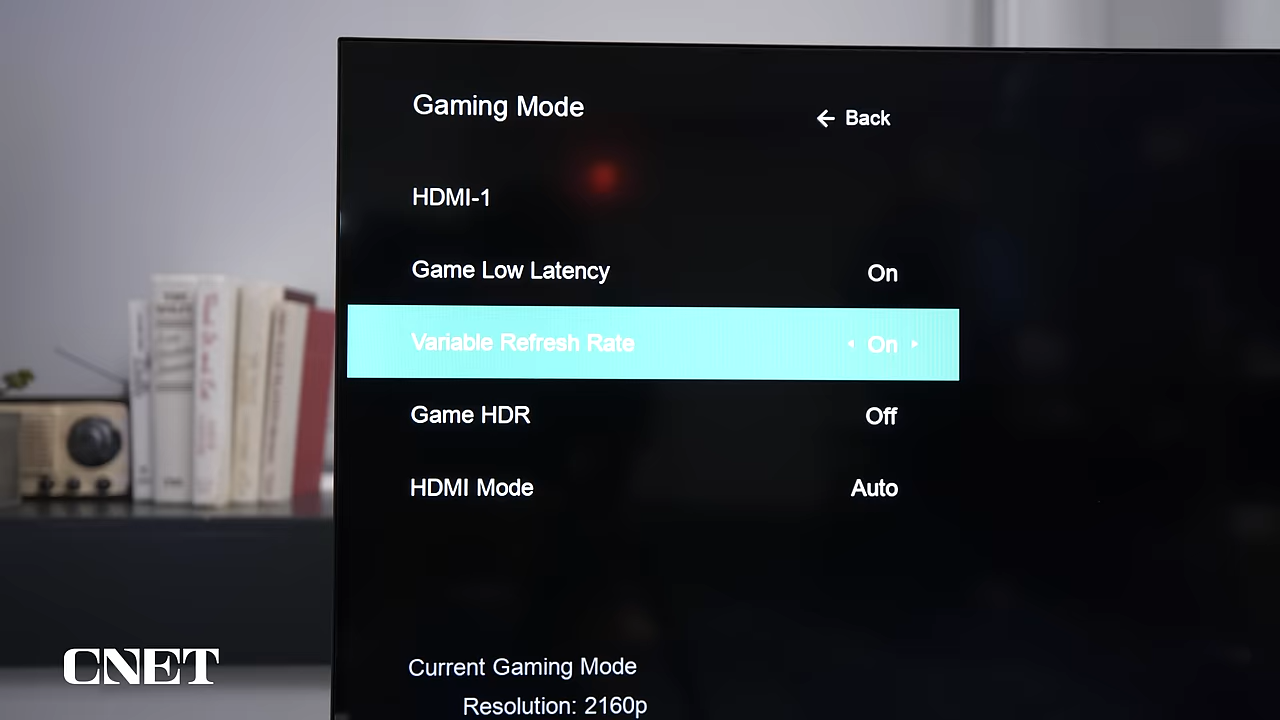 Gaming Mode
← Back
HDMI-1
Game Low Latency On
Variable Refresh Rate On
Game HDR Off
HDMI Mode Auto
Current Gaming Mode
Resolution: 2160p
CNET